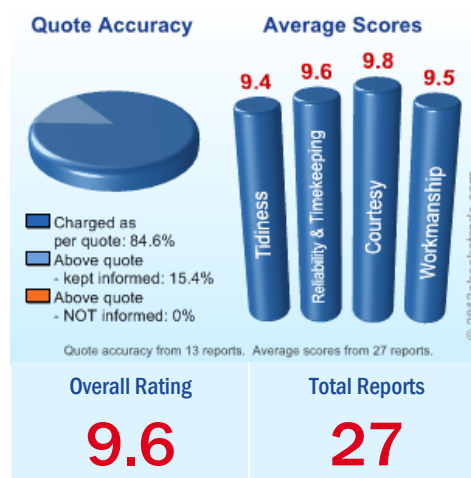 Quote Accuracy
Average Scores
9.4
9.6
9.8
9.5
Tidiness
Reliability & Timekeeping
Courtesy
Workmanship
Charged as
per quote: 84.6%
Above quote
- kept informed: 15.4%
Above quote
- NOT informed: 0%
Quote accuracy from 13 reports. Average scores from 27 reports.
Overall Rating
Total Reports
9.6
27